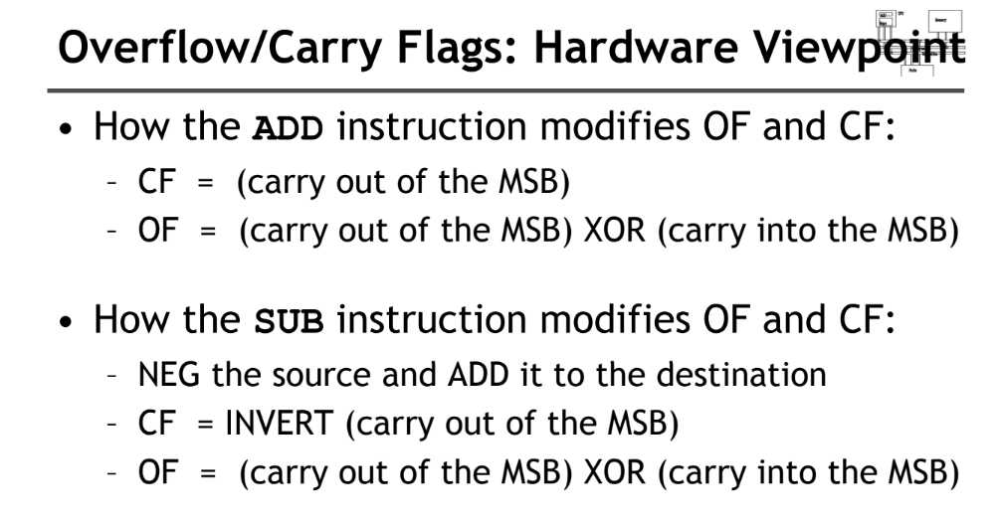 Overflow/Carry Flags: Hardware Viewpoint
• How the ADD instruction modifies OF and CF:
– CF = (carry out of the MSB)
– OF = (carry out of the MSB) XOR (carry into the MSB)
• How the SUB instruction modifies OF and CF:
– NEG the source and ADD it to the destination
– CF = INVERT (carry out of the MSB)
– OF = (carry out of the MSB) XOR (carry into the MSB)